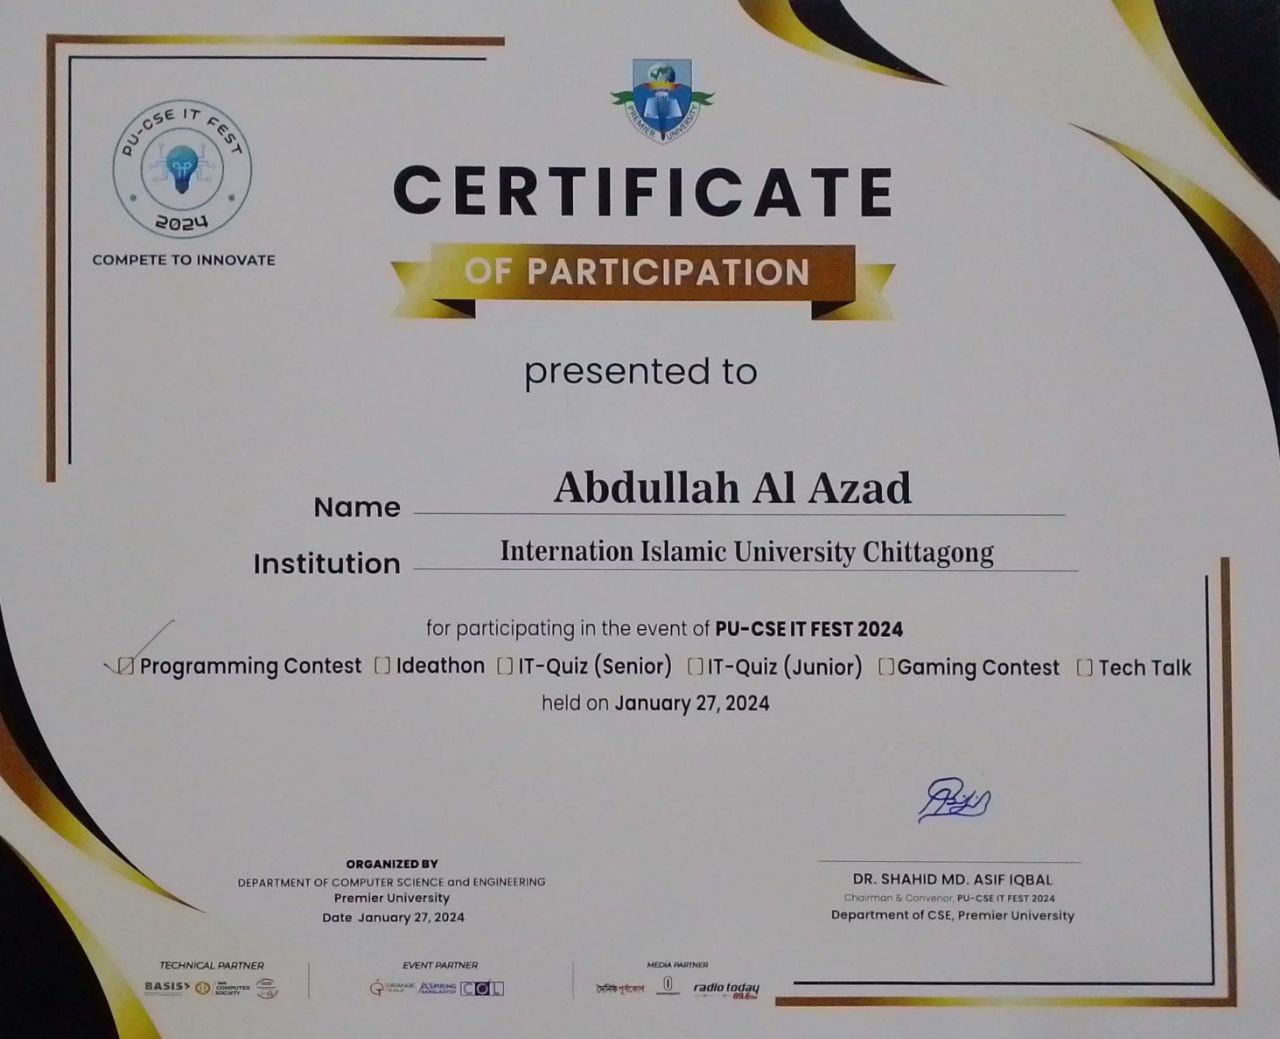 PU-CSE IT FEST
2024
COMPETE TO INNOVATE
PREMIER UNIVERSITY
CERTIFICATE
OF PARTICIPATION
presented to
Name Abdullah Al Azad
Institution Internation Islamic University Chittagong
for participating in the event of PU-CSE IT FEST 2024
Programming Contest Ideathon IT-Quiz (Senior) IT-Quiz (Junior) Gaming Contest Tech Talk
held on January 27, 2024
ORGANIZED BY
DEPARTMENT OF COMPUTER SCIENCE and ENGINEERING
Premier University
Date January 27, 2024
DR. SHAHID MD. ASIF IQBAL
Chairman & Convenor, PU-CSE IT FEST 2024
Department of CSE, Premier University
TECHNICAL PARTNER
BASIS
COMPUTER
SOCIETY
EVENT PARTNER
ORANGE
ASPIRING
BANGLADESH
COL
MEDIA PARTNER
দৈনিক পূর্বকোণ
radio today
89.6 fm